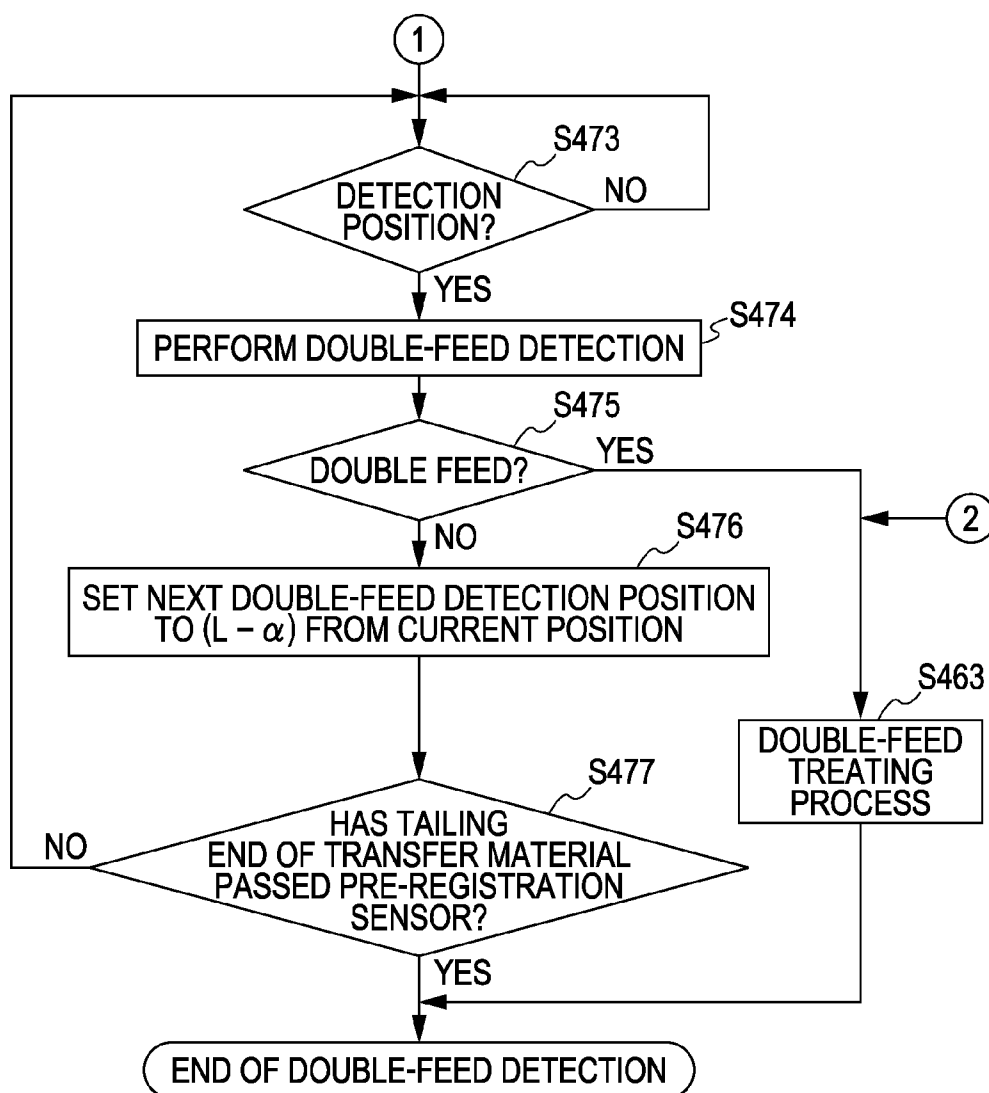 1
S473
DETECTION
POSITION?
NO
YES
S474
PERFORM DOUBLE-FEED DETECTION
S475
DOUBLE FEED?
YES
NO
2
S476
SET NEXT DOUBLE-FEED DETECTION POSITION
TO (L – α) FROM CURRENT POSITION
S463
DOUBLE-FEED
TREATING
PROCESS
S477
HAS TAILING
END OF TRANSFER MATERIAL
PASSED PRE-REGISTRATION
SENSOR?
NO
YES
END OF DOUBLE-FEED DETECTION